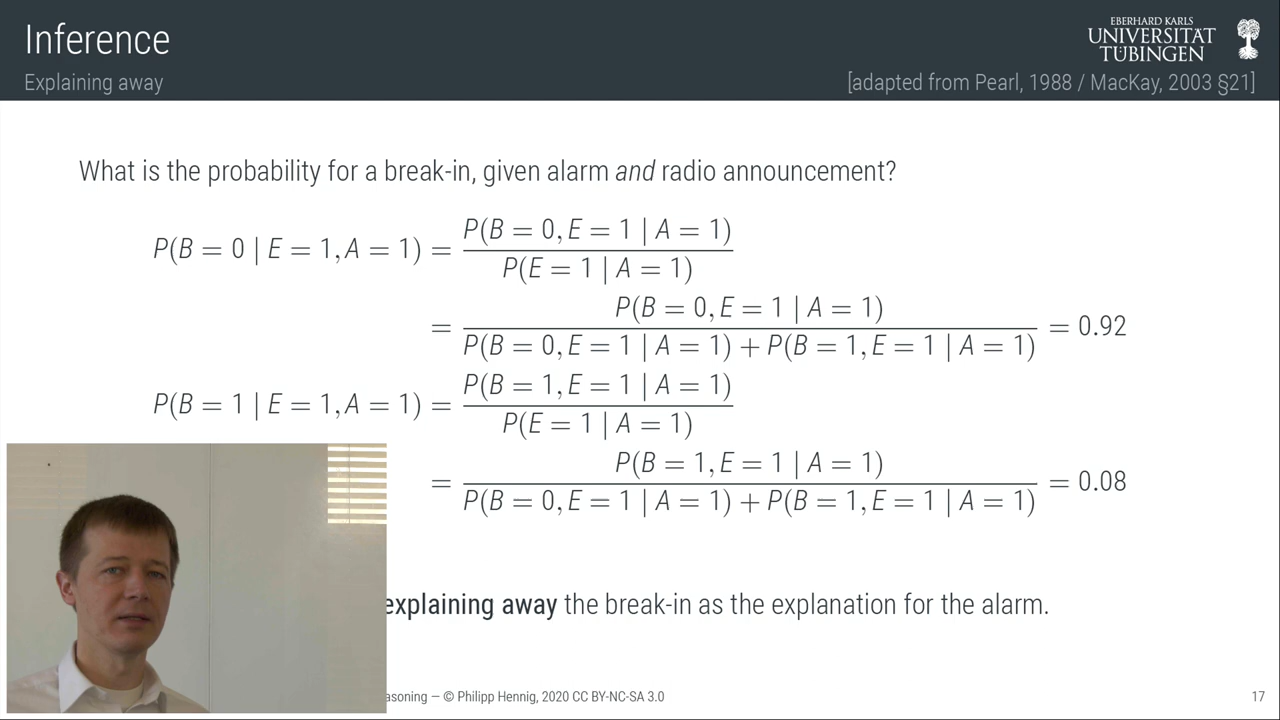 Inference
EBERHARD KARLS
UNIVERSITÄT
TÜBINGEN
Explaining away
[adapted from Pearl, 1988 / MacKay, 2003 §21]
What is the probability for a break-in, given alarm and radio announcement?
P(B = 0 | E = 1, A = 1) = P(B = 0, E = 1 | A = 1) / P(E = 1 | A = 1)
= P(B = 0, E = 1 | A = 1) / P(B = 0, E = 1 | A = 1) + P(B = 1, E = 1 | A = 1) = 0.92
P(B = 1 | E = 1, A = 1) = P(B = 1, E = 1 | A = 1) / P(E = 1 | A = 1)
= P(B = 1, E = 1 | A = 1) / P(B = 0, E = 1 | A = 1) + P(B = 1, E = 1 | A = 1) = 0.08
explaining away the break-in as the explanation for the alarm.
asoning — © Philipp Hennig, 2020 CC BY-NC-SA 3.0
17